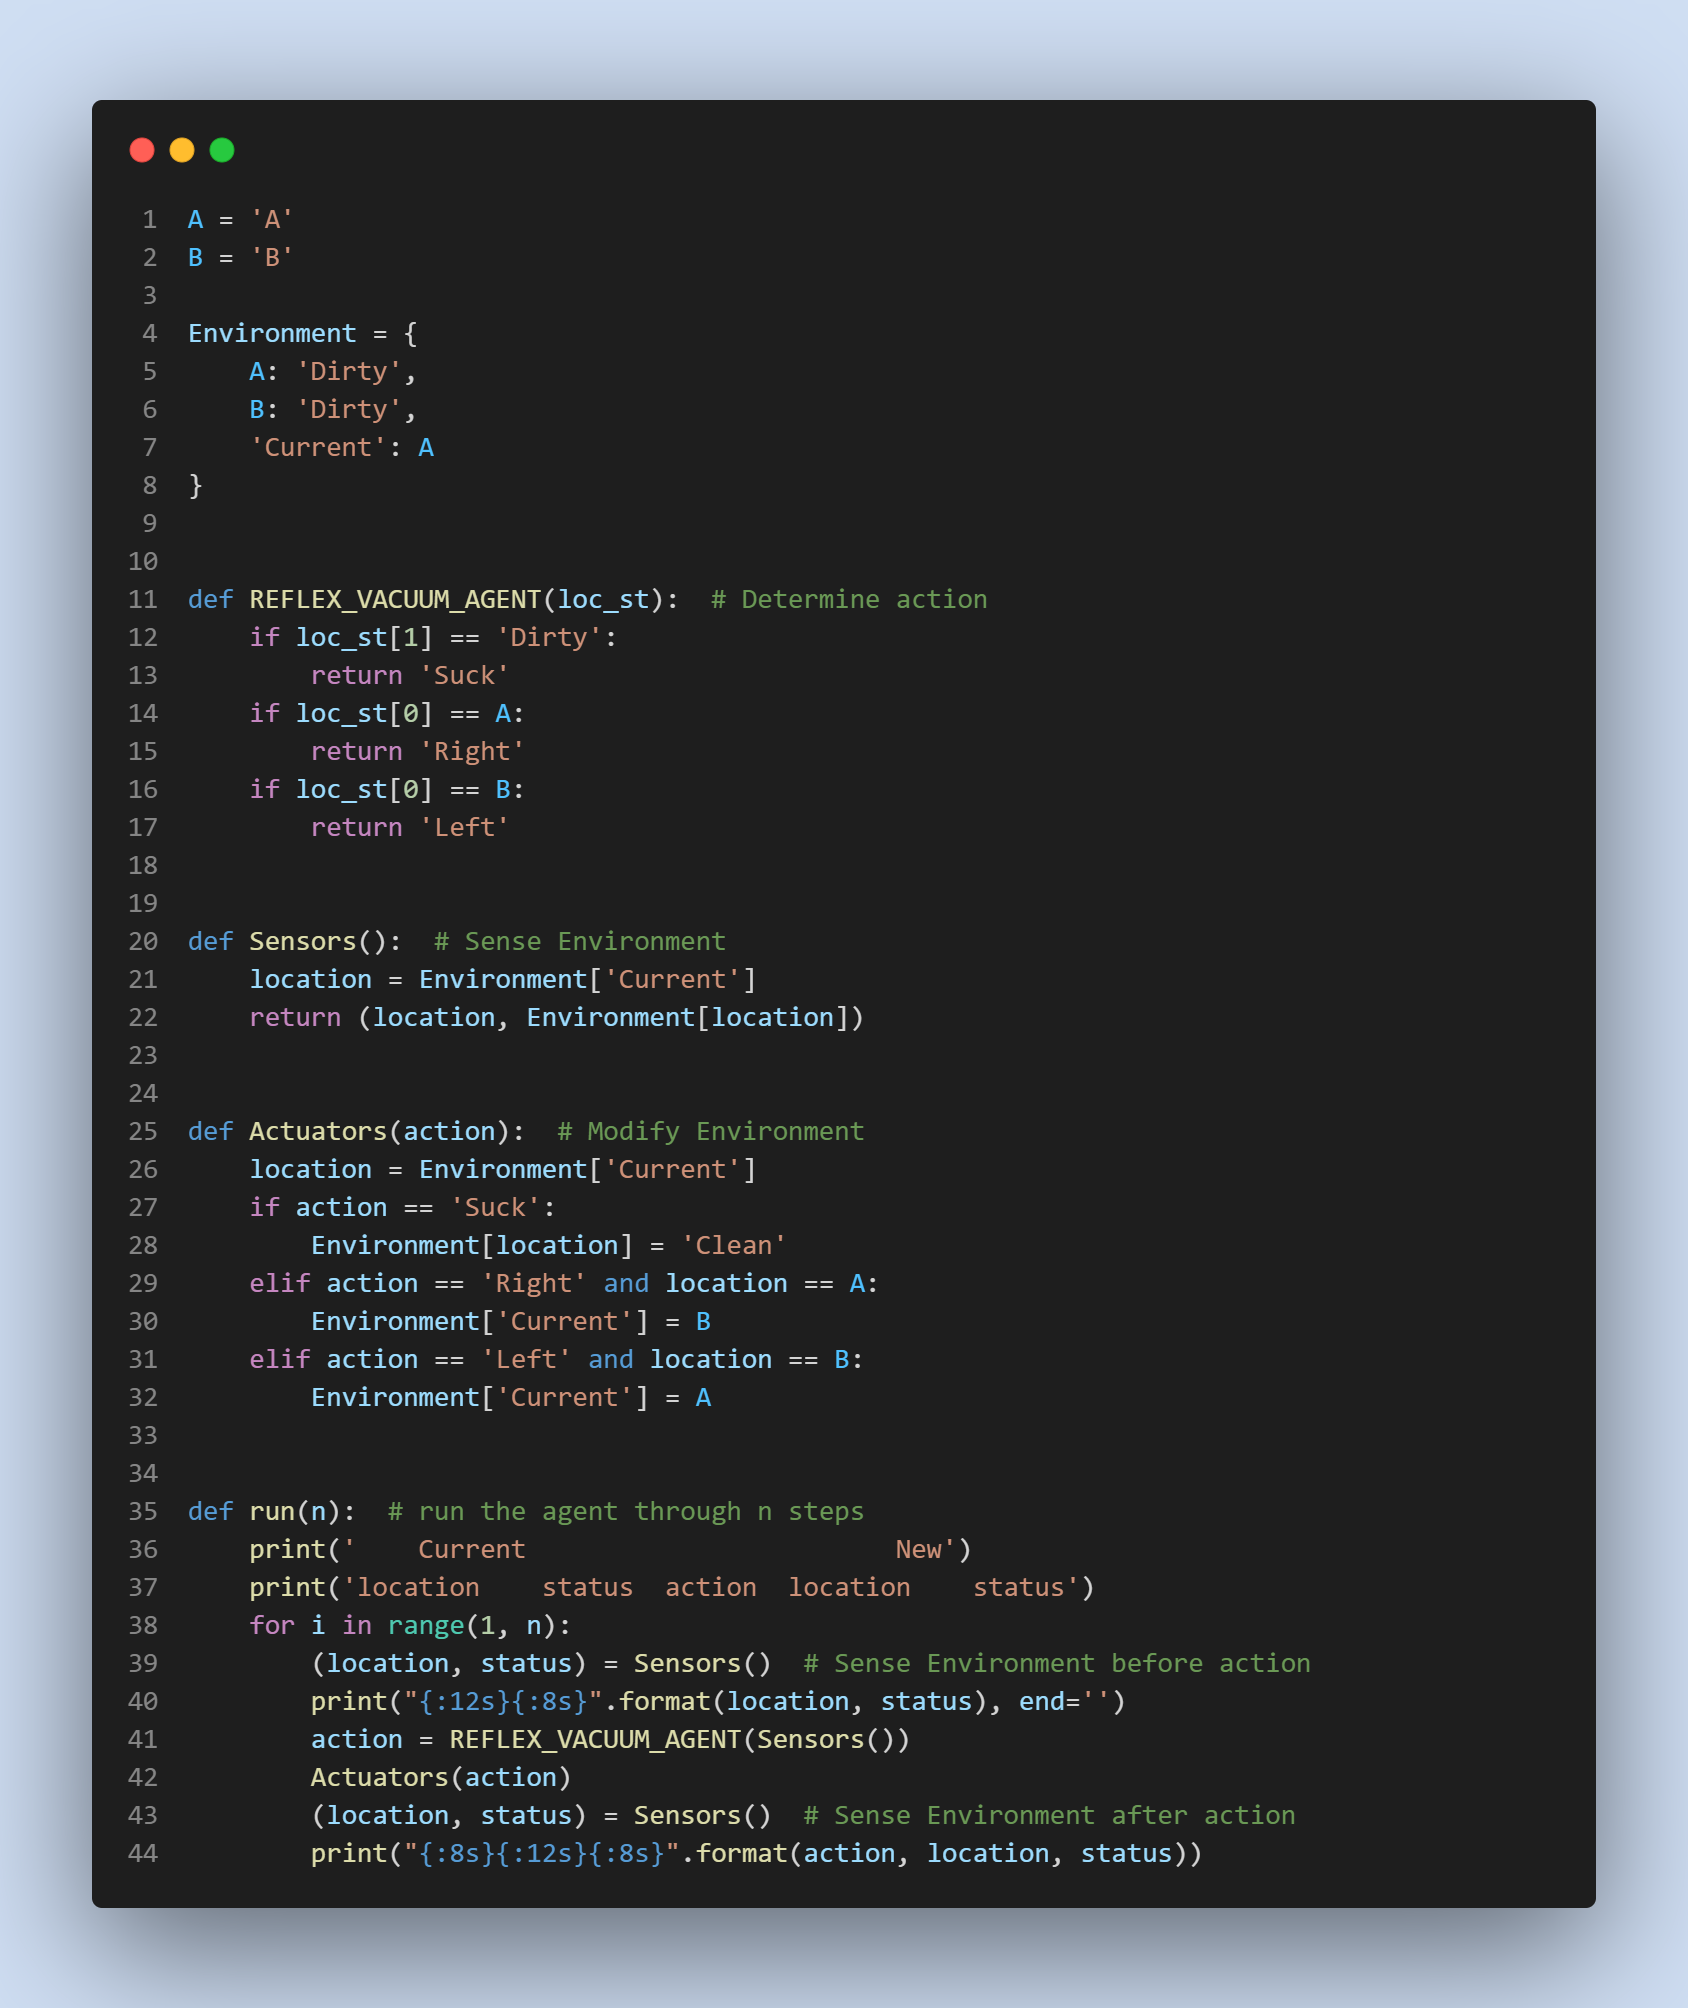 1 A = 'A'
2 B = 'B'
3
4 Environment = {
5     A: 'Dirty',
6     B: 'Dirty',
7     'Current': A
8 }
9
10
11 def REFLEX_VACUUM_AGENT(loc_st):  # Determine action
12     if loc_st[1] == 'Dirty':
13         return 'Suck'
14     if loc_st[0] == A:
15         return 'Right'
16     if loc_st[0] == B:
17         return 'Left'
18
19
20 def Sensors():  # Sense Environment
21     location = Environment['Current']
22     return (location, Environment[location])
23
24
25 def Actuators(action):  # Modify Environment
26     location = Environment['Current']
27     if action == 'Suck':
28         Environment[location] = 'Clean'
29     elif action == 'Right' and location == A:
30         Environment['Current'] = B
31     elif action == 'Left' and location == B:
32         Environment['Current'] = A
33
34
35 def run(n):  # run the agent through n steps
36     print('    Current                        New')
37     print('location    status  action  location    status')
38     for i in range(1, n):
39         (location, status) = Sensors()  # Sense Environment before action
40         print("{:12s}{:8s}".format(location, status), end='')
41         action = REFLEX_VACUUM_AGENT(Sensors())
42         Actuators(action)
43         (location, status) = Sensors()  # Sense Environment after action
44         print("{:8s}{:12s}{:8s}".format(action, location, status))